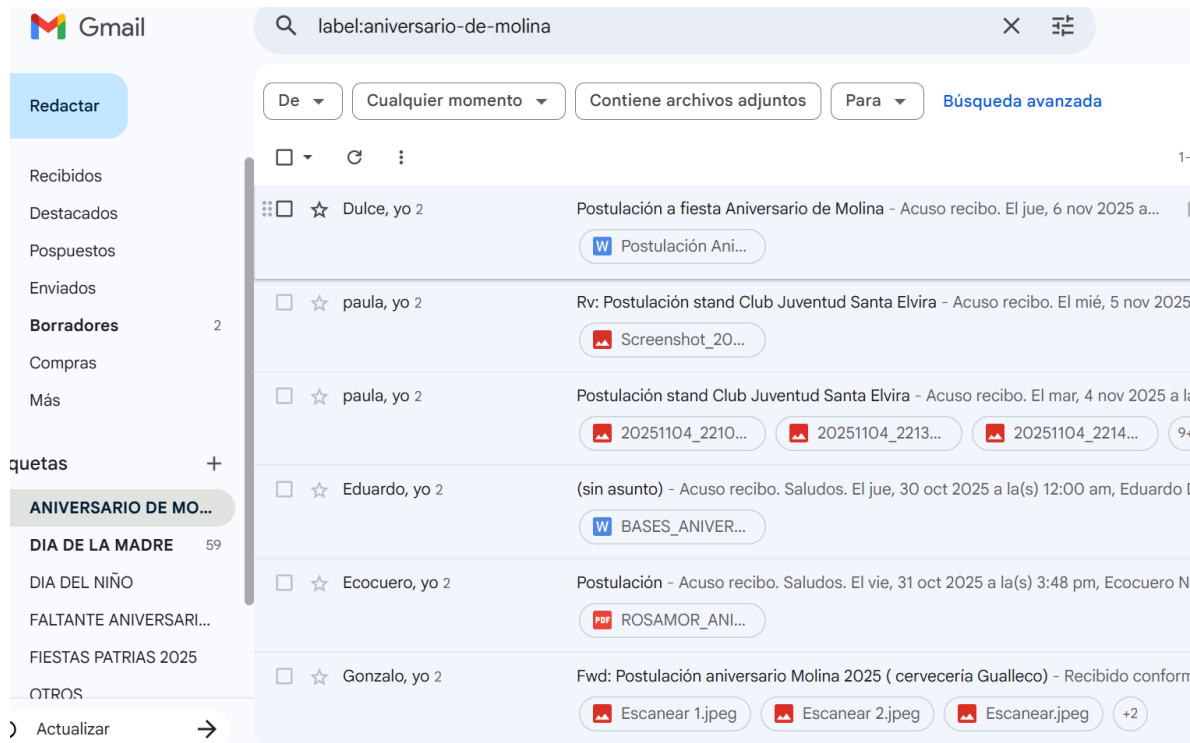 Gmail
label:aniversario-de-molina
Redactar
De
Cualquier momento
Contiene archivos adjuntos
Para
Búsqueda avanzada
1-
Recibidos
Destacados
Pospuestos
Enviados
Borradores 2
Compras
Más
quetas
ANIVERSARIO DE MO...
DIA DE LA MADRE 59
DIA DEL NIÑO
FALTANTE ANIVERSARI...
FIESTAS PATRIAS 2025
OTROS
Actualizar
Dulce, yo 2 Postulación a fiesta Aniversario de Molina - Acuso recibo. El jue, 6 nov 2025 a...
W Postulación Ani...
paula, yo 2 Rv: Postulación stand Club Juventud Santa Elvira - Acuso recibo. El mié, 5 nov 2025
Screenshot_20...
paula, yo 2 Postulación stand Club Juventud Santa Elvira - Acuso recibo. El mar, 4 nov 2025 a la
20251104_2210... 20251104_2213... 20251104_2214... 9+
Eduardo, yo 2 (sin asunto) - Acuso recibo. Saludos. El jue, 30 oct 2025 a la(s) 12:00 am, Eduardo D
W BASES_ANIVER...
Ecocuero, yo 2 Postulación - Acuso recibo. Saludos. El vie, 31 oct 2025 a la(s) 3:48 pm, Ecocuero N
PDF ROSAMOR_ANI...
Gonzalo, yo 2 Fwd: Postulación aniversario Molina 2025 ( cervecería Gualleco) - Recibido conform
Escanear 1.jpeg Escanear 2.jpeg Escanear.jpeg +2